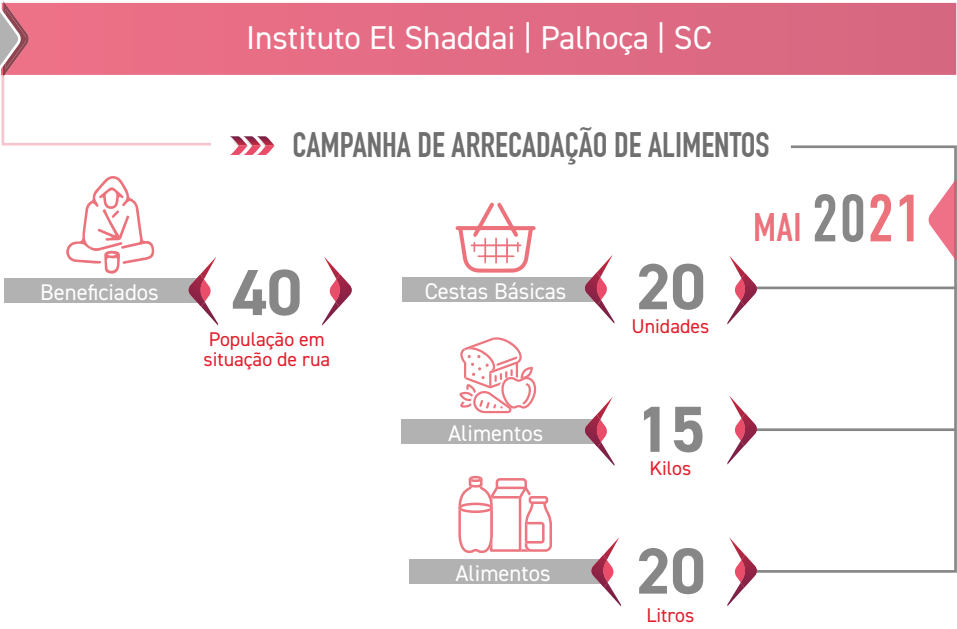 Instituto El Shaddai | Palhoça | SC
CAMPANHA DE ARRECADAÇÃO DE ALIMENTOS
MAI 2021
Beneficiados
40
População em
situação de rua
Cestas Básicas
20
Unidades
Alimentos
15
Kilos
Alimentos
20
Litros